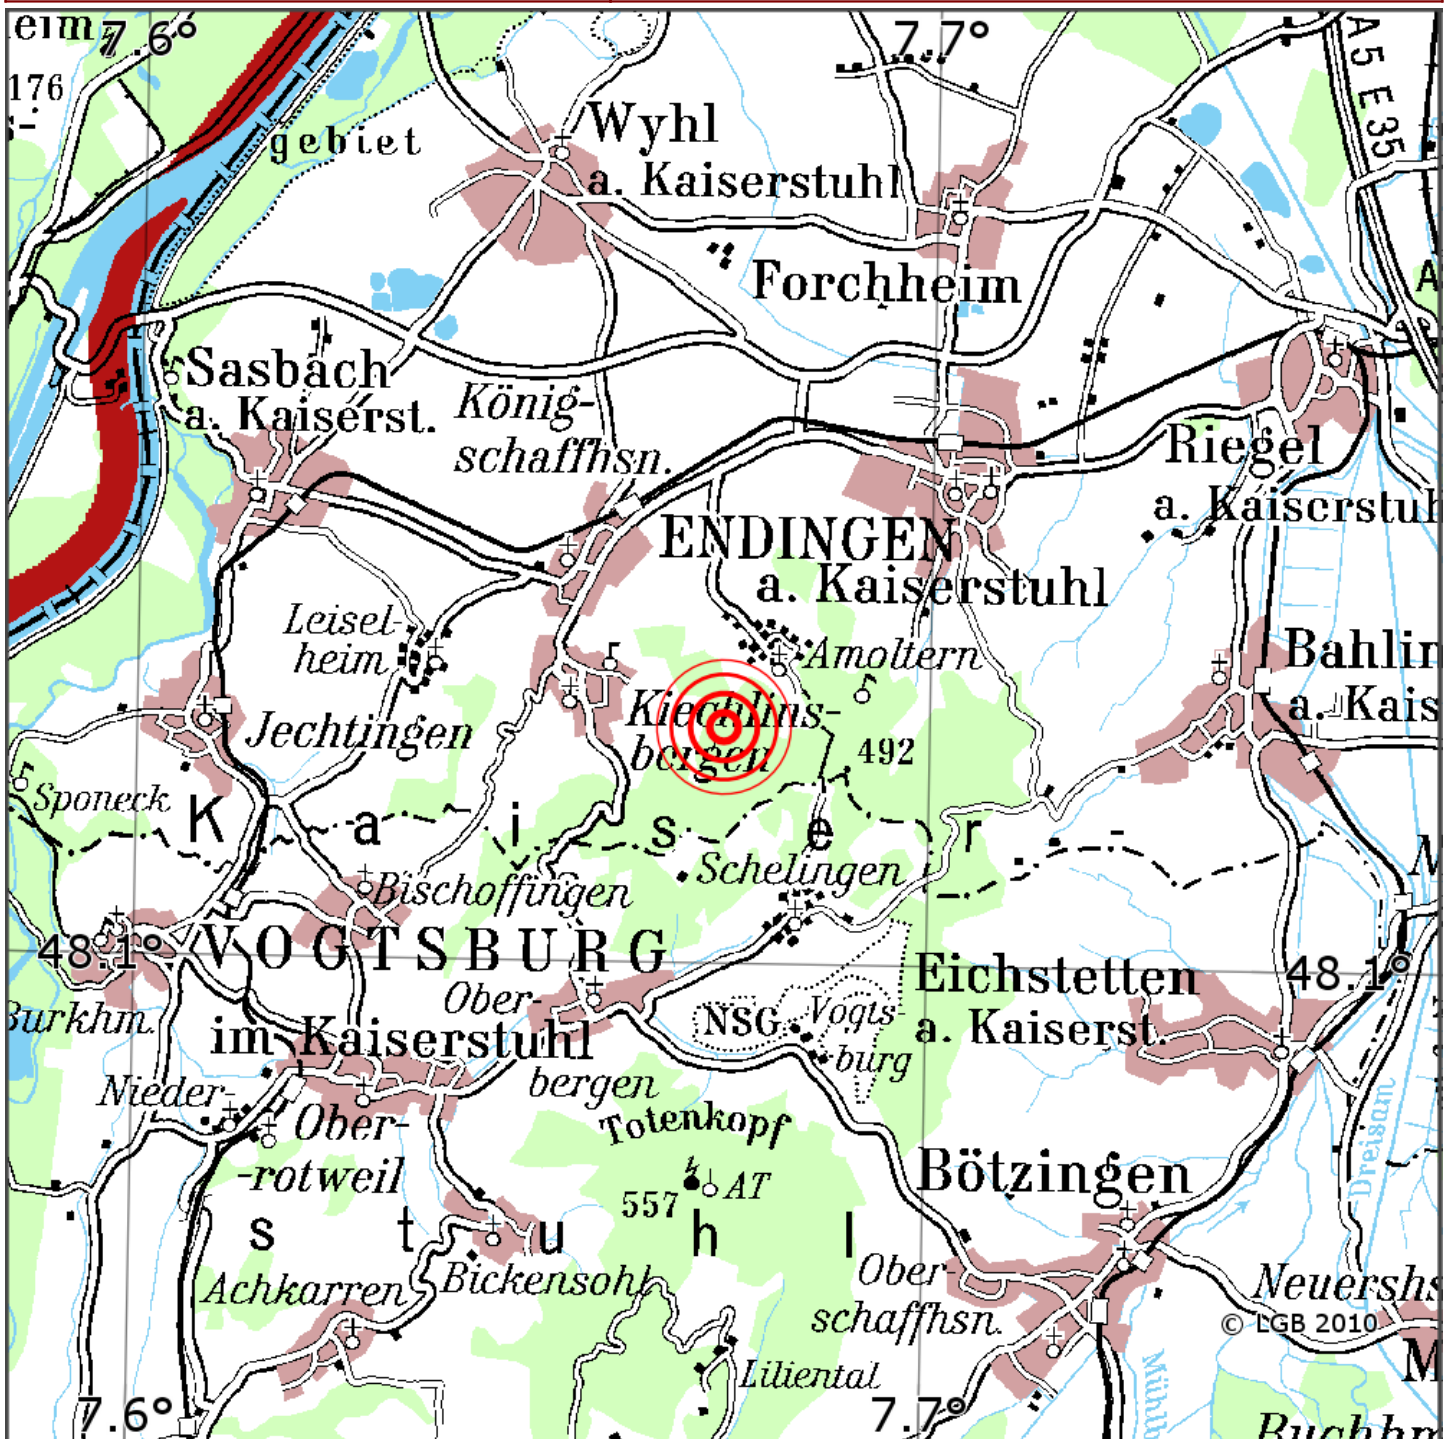 eim
7.6°
7.7°
A5 E35
176
gebiet
Wyhl
a. Kaiserstuhl
Forchheim
A
Sasbach
a. Kaiserst.
König-
schaffhsn.
Riegel
a. Kaiserstuh
ENDINGEN
a. Kaiserstuhl
Leisel-
heim
Amoltern
Bahlin
a. Kais
Kiechlins-
bergen
Jechtingen
492
Sponeck
K a i s e r -
Schelingen
Bischoffingen
48.1°
VOGTSBURG
im Kaiserstuhl
Eichstetten
a. Kaiserst.
48.1°
Burkhm.
Ober-
bergen
NSG
Vogts-
burg
Nieder-
Ober-
-rotweil
Totenkopf
557
AT
Dreisam
Bötzingen
s t u h l
Achkarren
Bickensohl
Ober-
schaffhsn.
Neuershs
© LGB 2010
M
Liliental
Mühlb
7.6°
7.7°
Buchhm